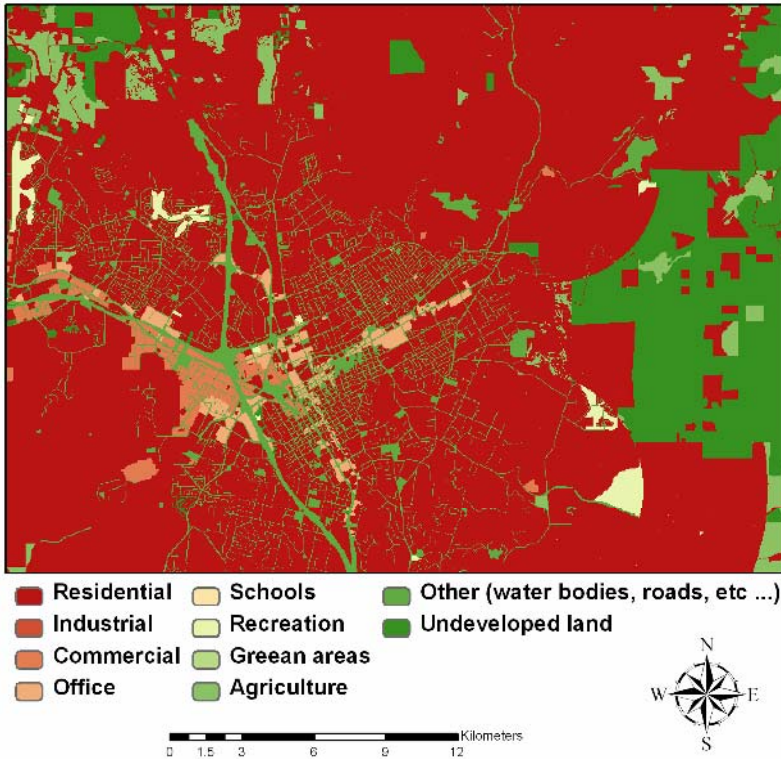 Residential
Industrial
Commercial
Office
Schools
Recreation
Greean areas
Agriculture
Other (water bodies, roads, etc ...)
Undeveloped land
N
W E
S
Kilometers
0 1.5 3 6 9 12